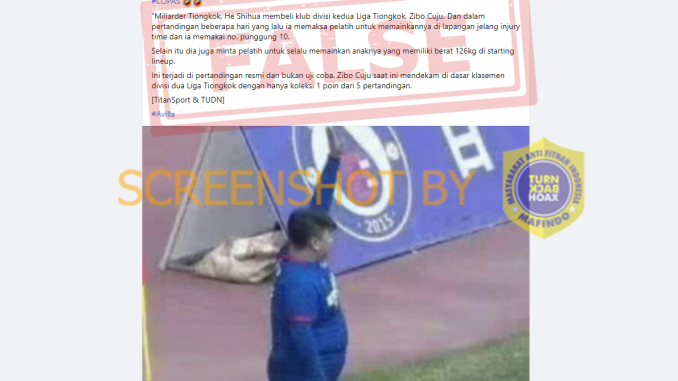 #COPAS
"Miliarder Tiongkok. He Shihua membeli klub divisi kedua Liga Tiongkok. Zibo Cuju. Dan dalam
pertandingan beberapa hari yang lalu ia memaksa pelatih untuk memainkannya di lapangan jelang injury
time dan ia memakai no. punggung 10.
Selain itu dia juga minta pelatih untuk selalu memainkan anaknya yang memiliki berat 126kg di starting
lineup.
Ini terjadi di pertandingan resmi dan bukan uji coba. Zibo Cuju saat ini mendekam di dasar klasemen
divisi dua Liga Tiongkok dengan hanya koleksi 1 poin dari 5 pertandingan.
[TitanSport & TUDN]
#Avilla
FALSE
SCREENSHOT BY
MASYARAKAT ANTI FITNAH INDONESIA
TURN
BACK
HOAX
MAFINDO
2015